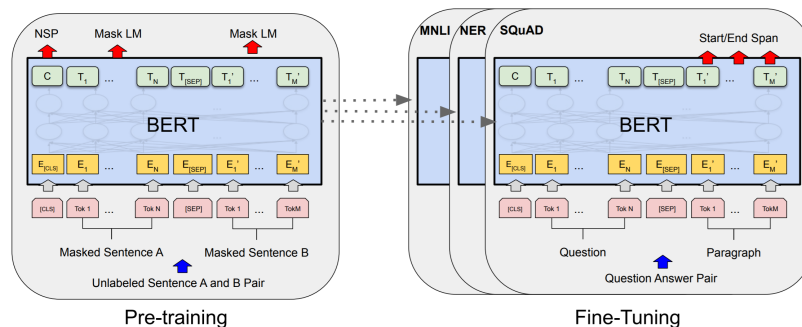 NSP Mask LM Mask LM
C T1 ... TN T[SEP] T1' ... TM'
BERT
E[CLS] E1 ... EN E[SEP] E1' ... EM'
[CLS] Tok 1 ... Tok N [SEP] Tok 1 ... TokM
Masked Sentence A Masked Sentence B
Unlabeled Sentence A and B Pair
Pre-training
MNLI NER SQuAD
Start/End Span
C T1 ... TN T[SEP] T1' ... TM'
BERT
E[CLS] E1 ... EN E[SEP] E1' ... EM'
[CLS] Tok 1 ... Tok N [SEP] Tok 1 ... TokM
Question Paragraph
Question Answer Pair
Fine-Tuning